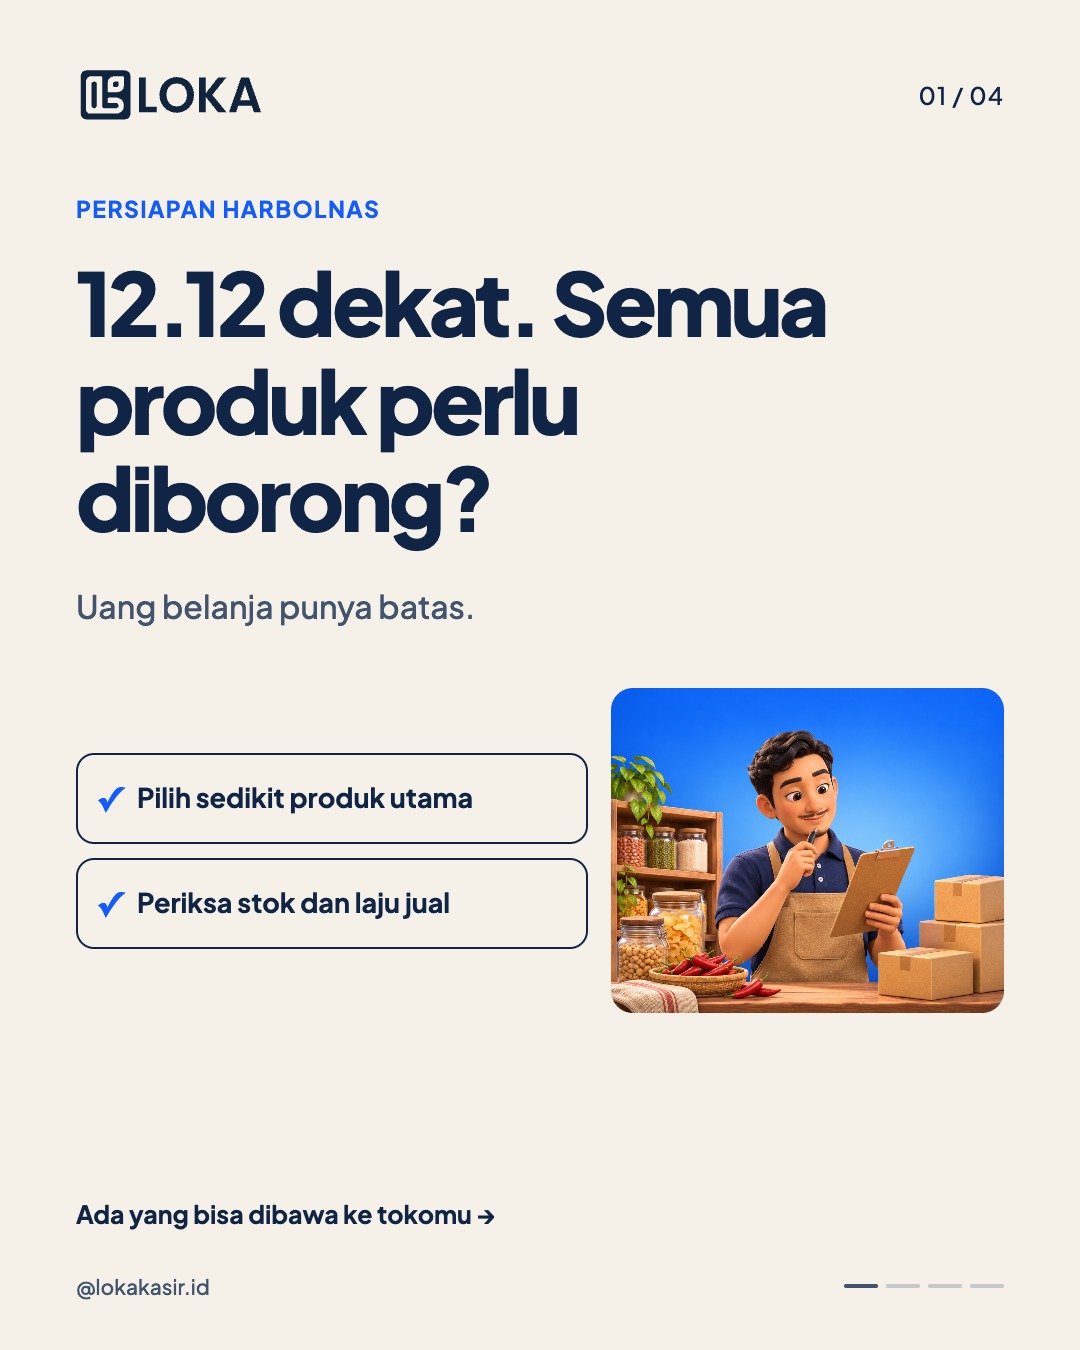 LOKA
01 / 04
PERSIAPAN HARBOLNAS
12.12 dekat. Semua
produk perlu
diborong?
Uang belanja punya batas.
✔ Pilih sedikit produk utama
✔ Periksa stok dan laju jual
Ada yang bisa dibawa ke tokomu →
@lokakasir.id